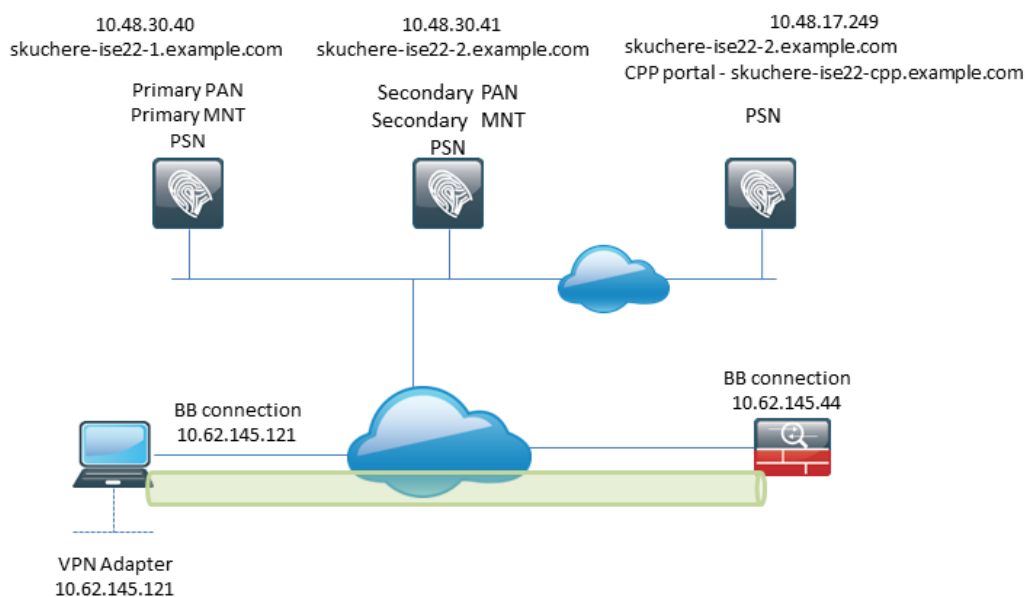 10.48.30.40
skuchere-ise22-1.example.com
Primary PAN
Primary MNT
PSN
10.48.30.41
skuchere-ise22-2.example.com
Secondary PAN
Secondary MNT
PSN
10.48.17.249
skuchere-ise22-2.example.com
CPP portal - skuchere-ise22-cpp.example.com
PSN
BB connection
10.62.145.121
BB connection
10.62.145.44
VPN Adapter
10.62.145.121